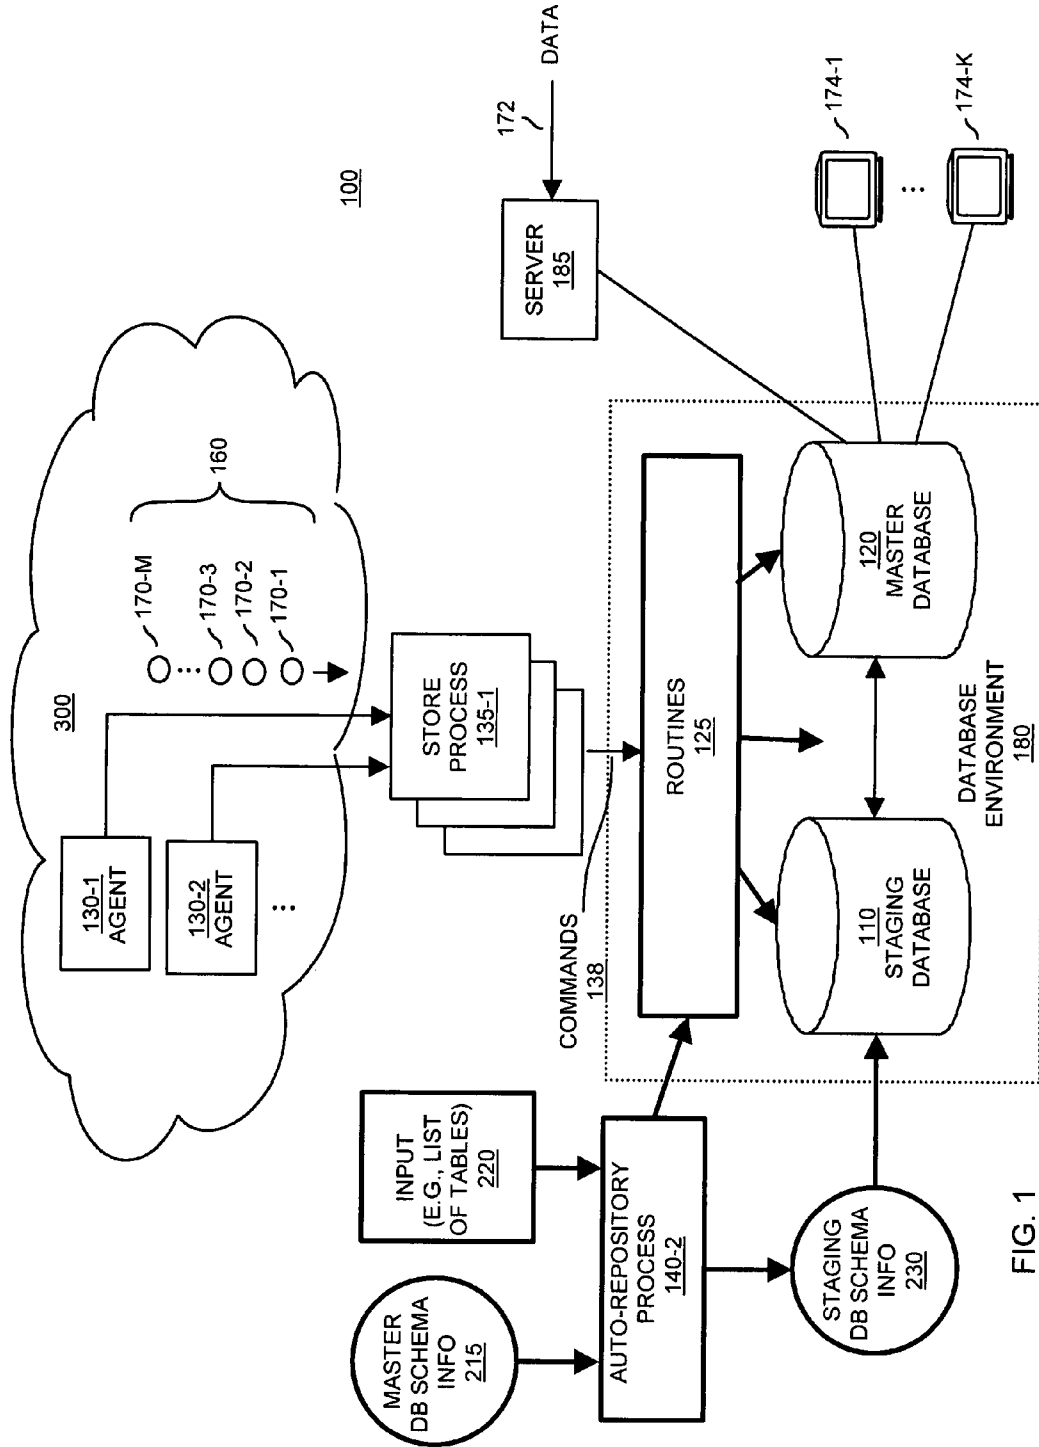 100
300
130-1
AGENT
130-2
AGENT
...
170-M
...
170-3
170-2
170-1
160
STORE
PROCESS
135-1
SERVER
185
172
DATA
COMMANDS
138
INPUT
(E.G., LIST
OF TABLES)
220
MASTER
DB SCHEMA
INFO
215
AUTO-REPOSITORY
PROCESS
140-2
ROUTINES
125
STAGING
DB SCHEMA
INFO
230
110
STAGING
DATABASE
120
MASTER
DATABASE
DATABASE
ENVIRONMENT
180
174-1
...
174-K
FIG. 1